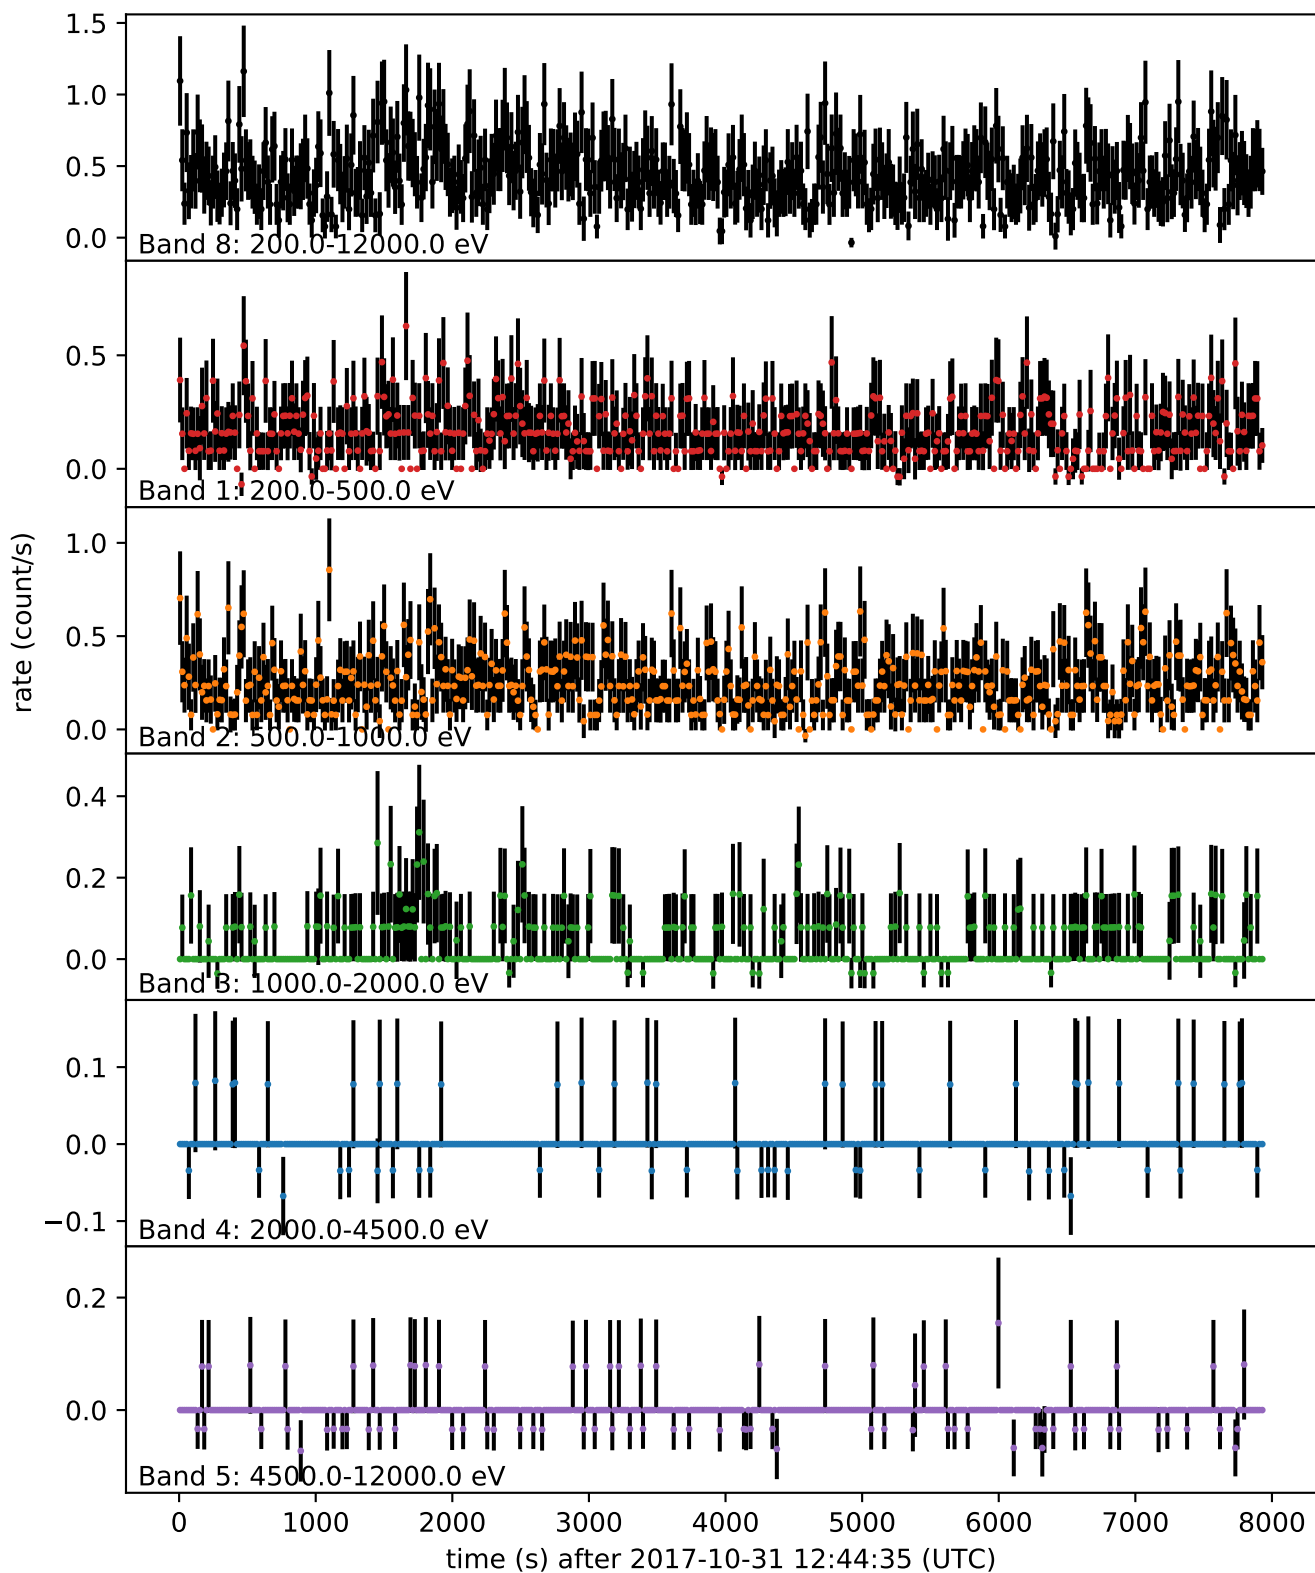 1.5
1.0
0.5
0.0
Band 8: 200.0-12000.0 eV
0.5
0.0
Band 1: 200.0-500.0 eV
rate (count/s)
1.0
0.5
0.0
Band 2: 500.0-1000.0 eV
0.4
0.2
0.0
Band 3: 1000.0-2000.0 eV
0.1
0.0
−0.1
Band 4: 2000.0-4500.0 eV
0.2
0.0
Band 5: 4500.0-12000.0 eV
0 1000 2000 3000 4000 5000 6000 7000 8000
time (s) after 2017-10-31 12:44:35 (UTC)